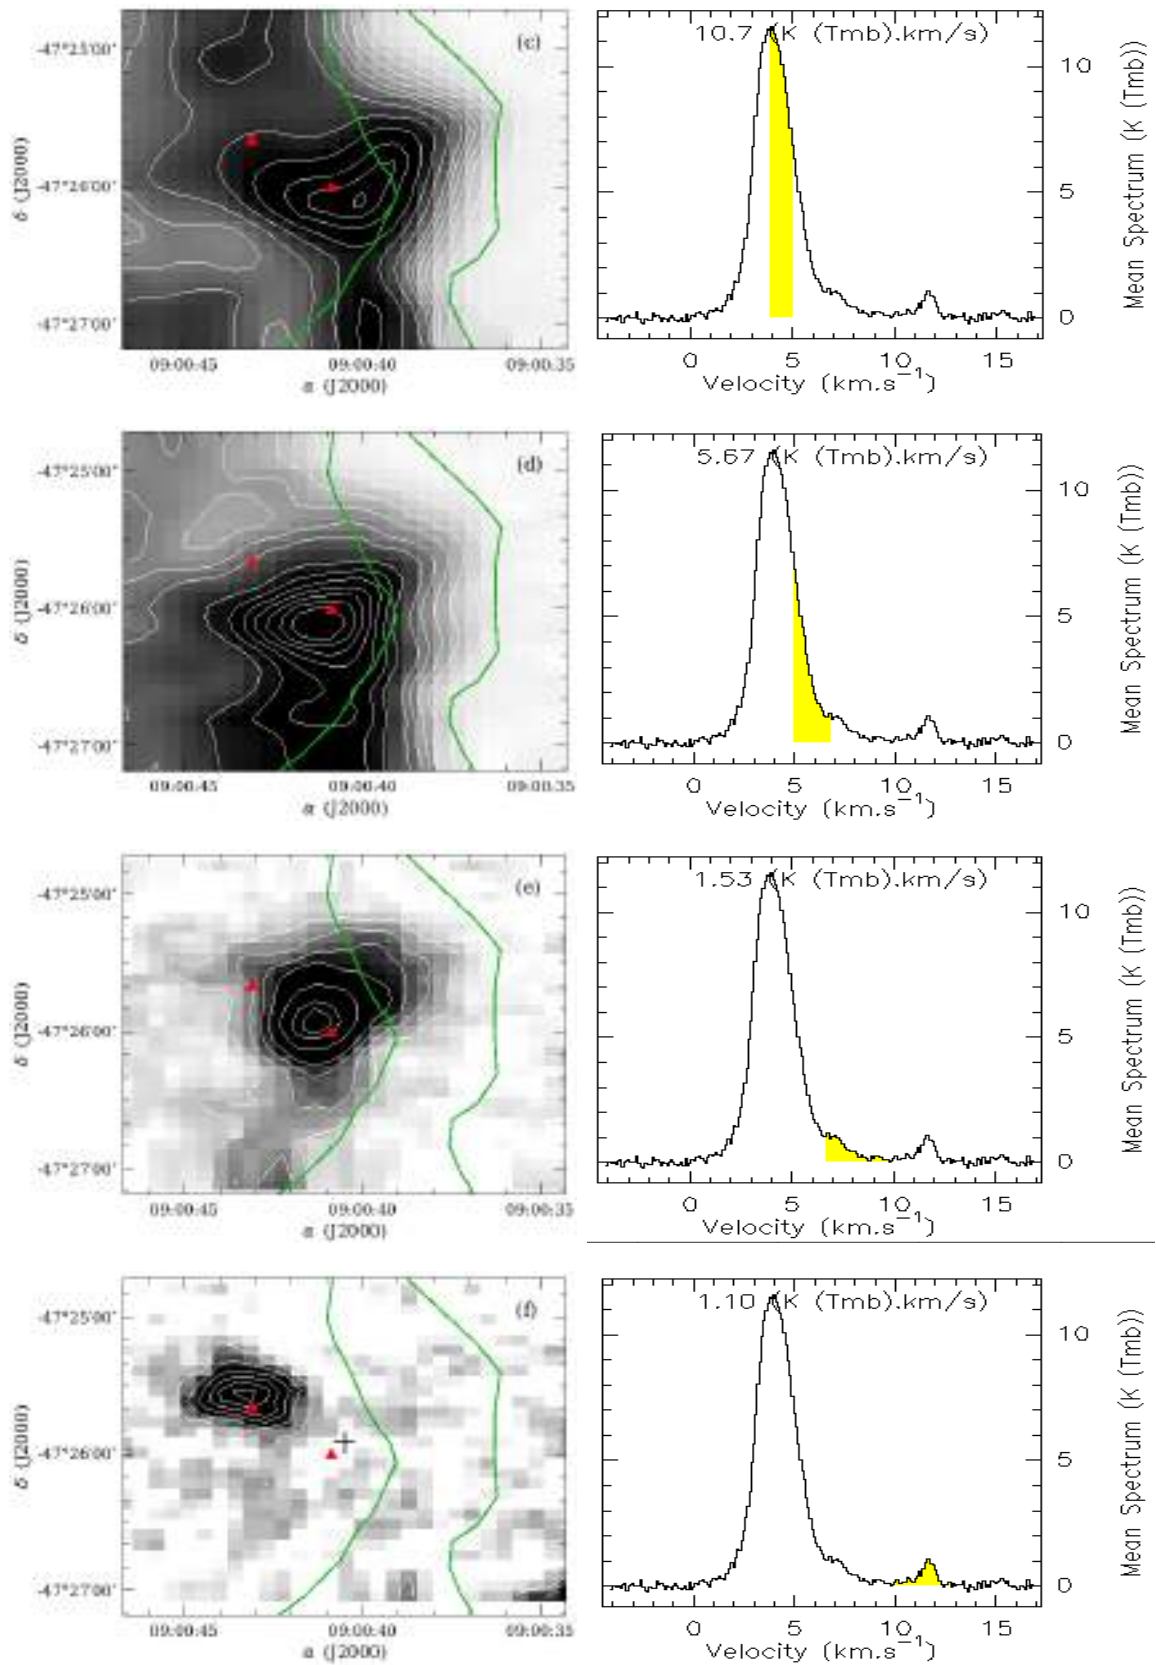 (c)
-47°25'00"
-47°26'00"
-47°27'00"
δ (J2000)
09:00:45 09:00:40 09:00:35
α (J2000)
10.7 (K (Tmb).km/s)
10
5
0
Mean Spectrum (K (Tmb))
0 5 10 15
Velocity (km.s⁻¹)
(d)
-47°25'00"
-47°26'00"
-47°27'00"
δ (J2000)
09:00:45 09:00:40 09:00:35
α (J2000)
5.67 (K (Tmb).km/s)
10
5
0
Mean Spectrum (K (Tmb))
0 5 10 15
Velocity (km.s⁻¹)
(e)
-47°25'00"
-47°26'00"
-47°27'00"
δ (J2000)
09:00:45 09:00:40 09:00:35
α (J2000)
1.53 (K (Tmb).km/s)
10
5
0
Mean Spectrum (K (Tmb))
0 5 10 15
Velocity (km.s⁻¹)
(f)
-47°25'00"
-47°26'00"
-47°27'00"
δ (J2000)
09:00:45 09:00:40 09:00:35
α (J2000)
1.10 (K (Tmb).km/s)
10
5
0
Mean Spectrum (K (Tmb))
0 5 10 15
Velocity (km.s⁻¹)